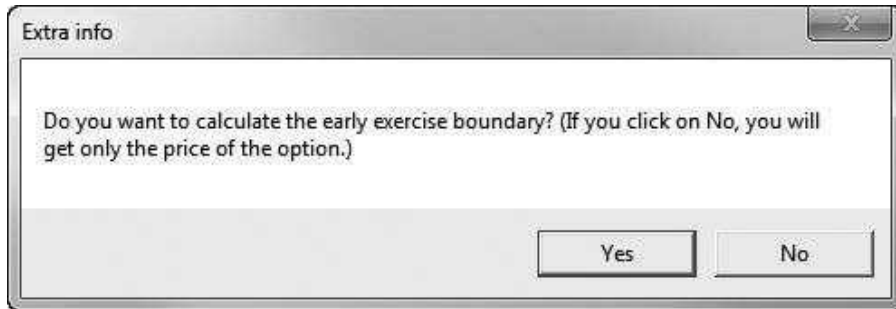 Extra info
Do you want to calculate the early exercise boundary? (If you click on No, you will
get only the price of the option.)
Yes
No